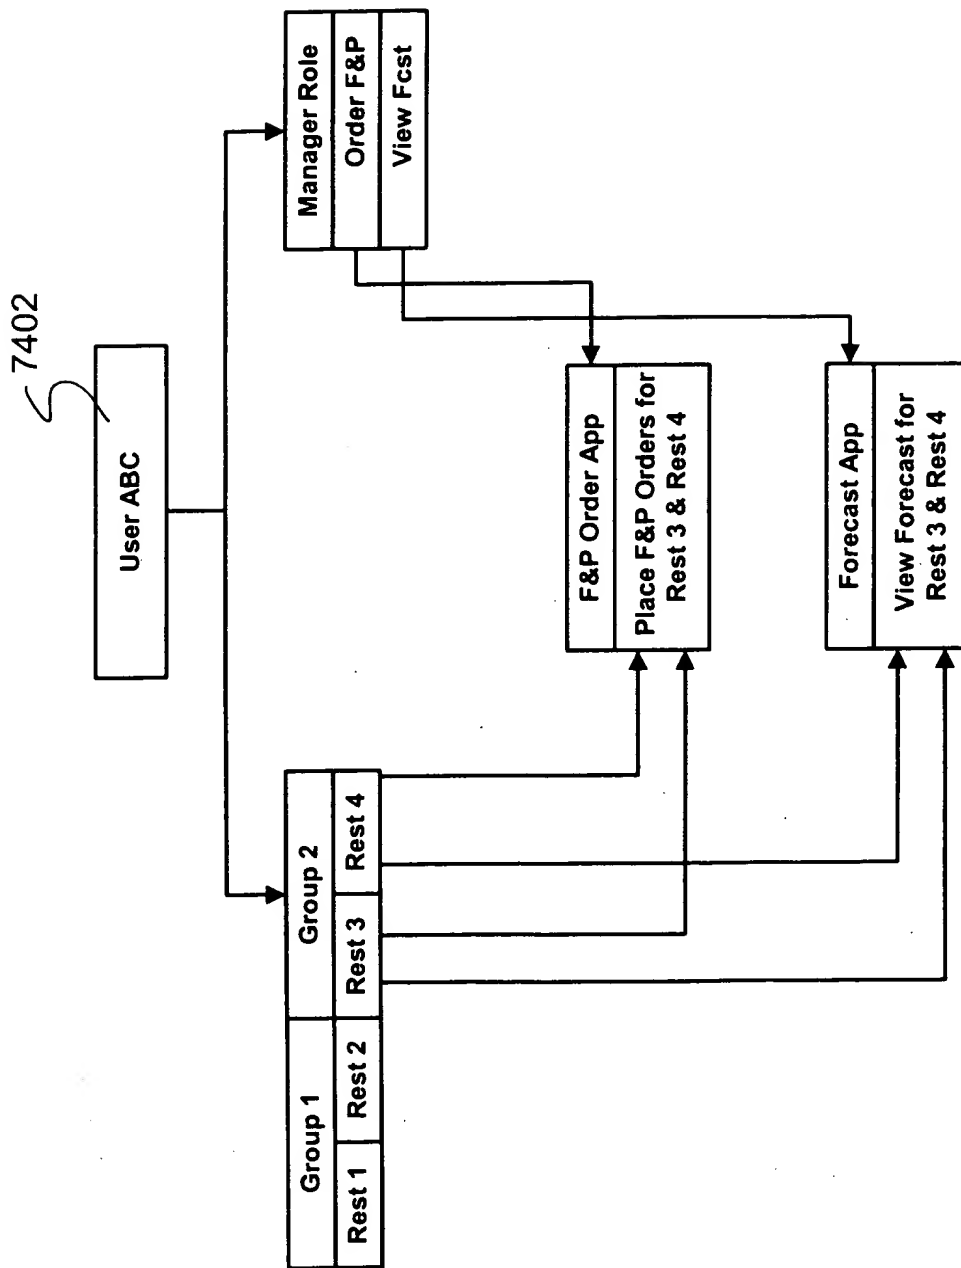 7402
User ABC
Group 1
Group 2
Rest 1
Rest 2
Rest 3
Rest 4
Manager Role
Order F&P
View Fcst
F&P Order App
Place F&P Orders for
Rest 3 & Rest 4
Forecast App
View Forecast for
Rest 3 & Rest 4